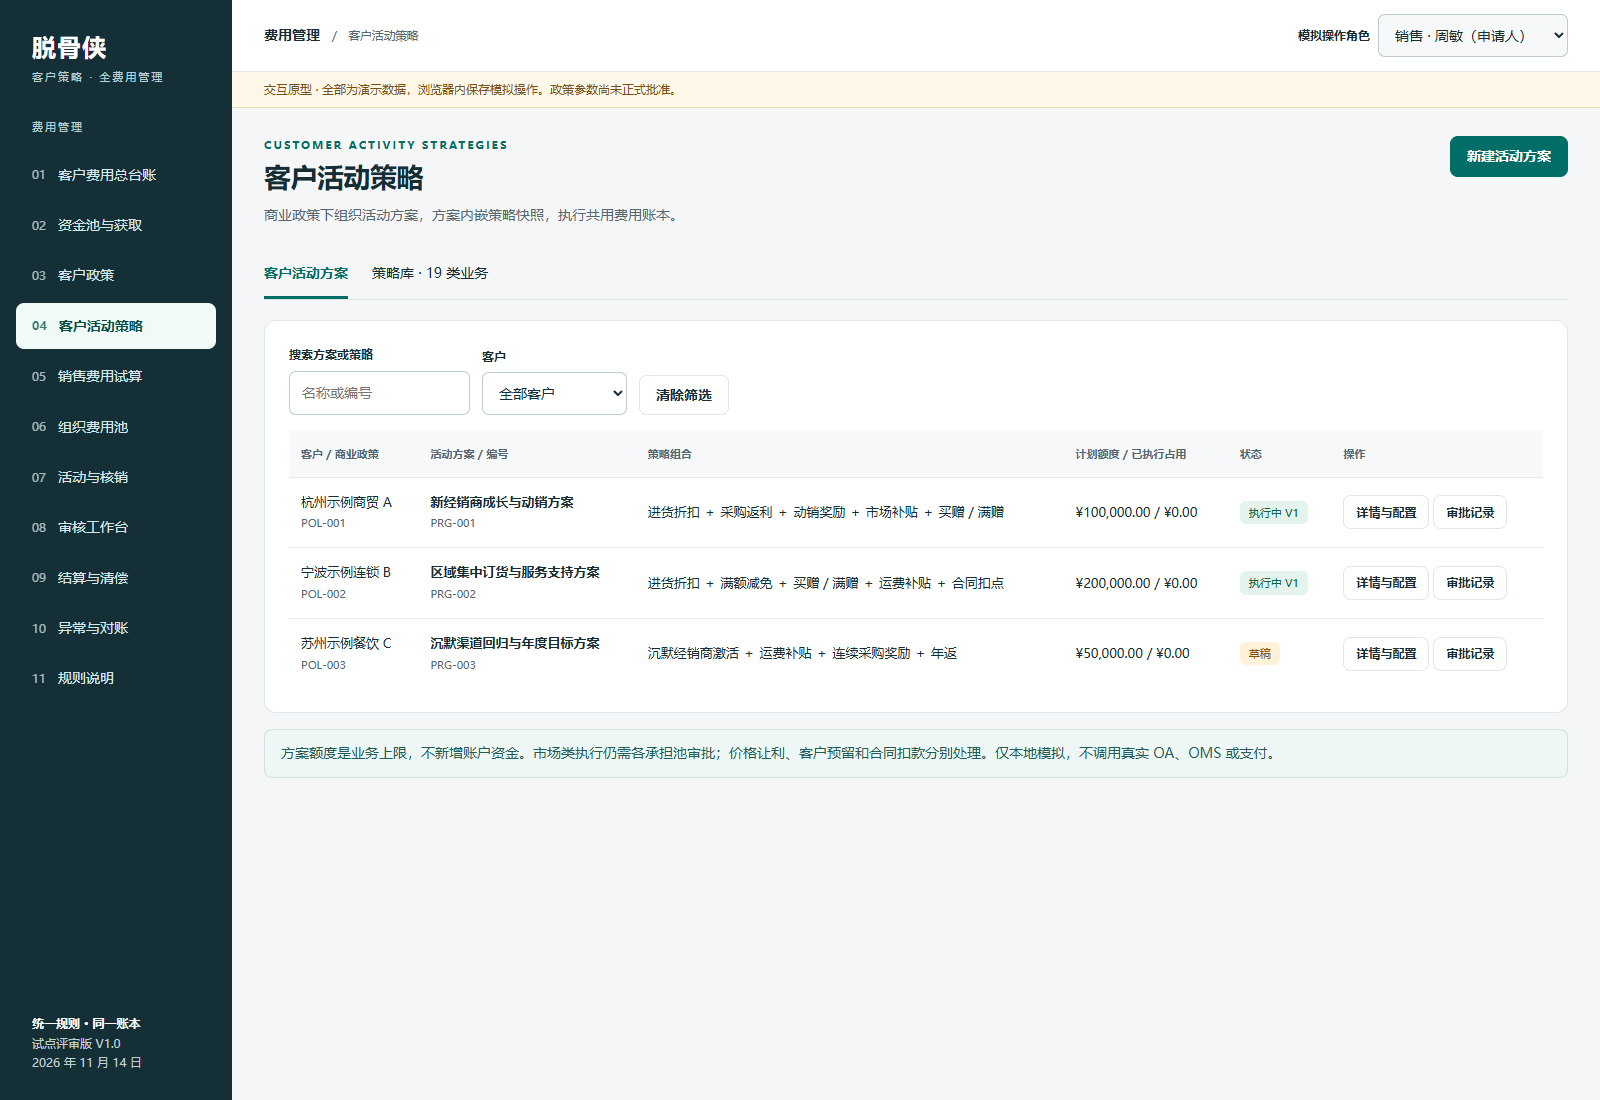 脱骨侠
客户策略 · 全费用管理
费用管理
01 客户费用总台账
02 资金池与获取
03 客户政策
04 客户活动策略
05 销售费用试算
06 组织费用池
07 活动与核销
08 审核工作台
09 结算与清偿
10 异常与对账
11 规则说明
统一规则 · 同一账本
试点评审版 V1.0
2026 年 11 月 14 日
费用管理 / 客户活动策略
模拟操作角色 销售 · 周敏（申请人）
交互原型 · 全部为演示数据，浏览器内保存模拟操作。政策参数尚未正式批准。
CUSTOMER ACTIVITY STRATEGIES
客户活动策略
新建活动方案
商业政策下组织活动方案，方案内嵌策略快照，执行共用费用账本。
客户活动方案 策略库 · 19 类业务
搜索方案或策略 客户
名称或编号 全部客户 清除筛选
客户 / 商业政策 活动方案 / 编号 策略组合 计划额度 / 已执行占用 状态 操作
杭州示例商贸 A 新经销商成长与动销方案 进货折扣 + 采购返利 + 动销奖励 + 市场补贴 + 买赠 / 满赠 ¥100,000.00 / ¥0.00 执行中 V1 详情与配置 审批记录
POL-001 PRG-001
宁波示例连锁 B 区域集中订货与服务支持方案 进货折扣 + 满额减免 + 买赠 / 满赠 + 运费补贴 + 合同扣点 ¥200,000.00 / ¥0.00 执行中 V1 详情与配置 审批记录
POL-002 PRG-002
苏州示例餐饮 C 沉默渠道回归与年度目标方案 沉默经销商激活 + 运费补贴 + 连续采购奖励 + 年返 ¥50,000.00 / ¥0.00 草稿 详情与配置 审批记录
POL-003 PRG-003
方案额度是业务上限，不新增账户资金。市场类执行仍需各承担池审批；价格让利、客户预留和合同扣款分别处理。仅本地模拟，不调用真实 OA、OMS 或支付。